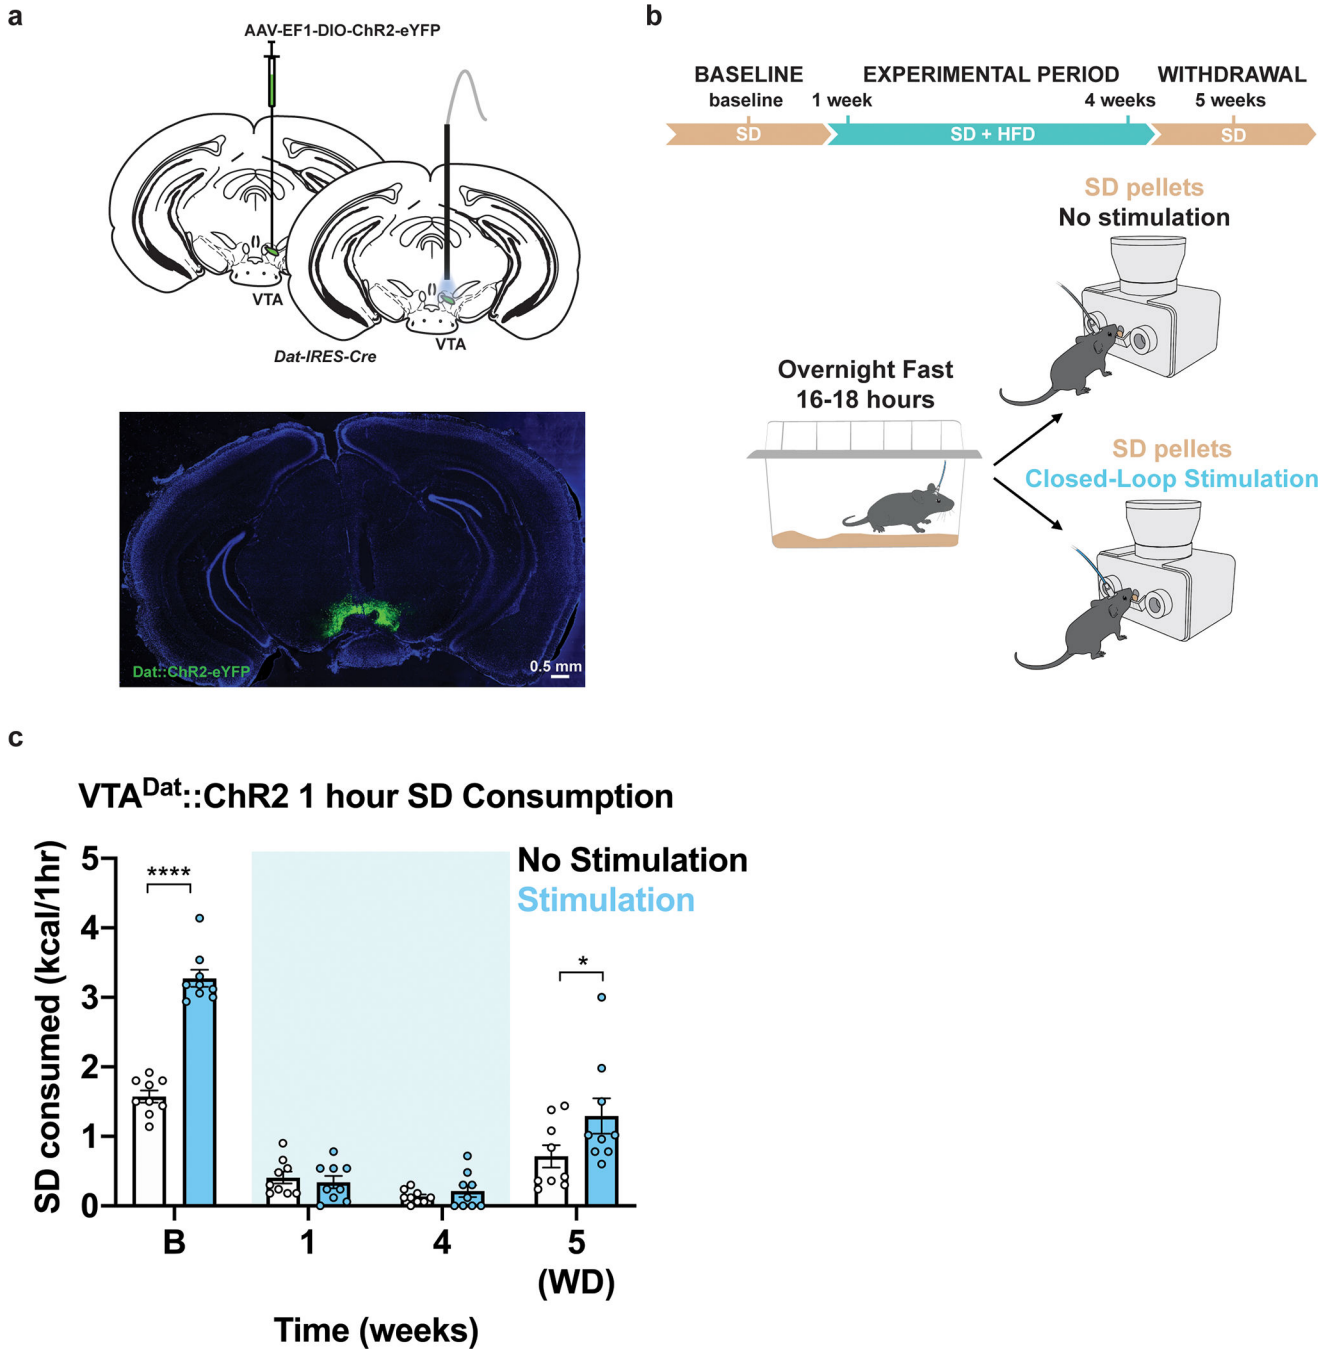 a
AAV-EF1-DIO-ChR2-eYFP
VTA
VTA
Dat-IRES-Cre
Dat::ChR2-eYFP
0.5 mm
b
BASELINE EXPERIMENTAL PERIOD WITHDRAWAL
baseline 1 week 4 weeks 5 weeks
SD SD + HFD SD
SD pellets
No stimulation
Overnight Fast
16-18 hours
SD pellets
Closed-Loop Stimulation
c
VTADat::ChR2 1 hour SD Consumption
SD consumed (kcal/1hr)
5
4
3
2
1
0
****
*
No Stimulation
Stimulation
B 1 4 5
(WD)
Time (weeks)